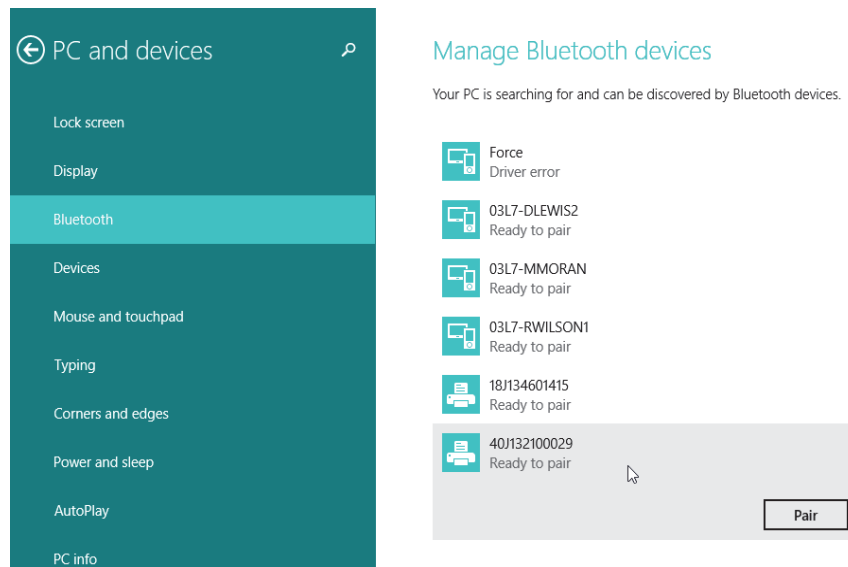 PC and devices
Lock screen
Display
Bluetooth
Devices
Mouse and touchpad
Typing
Corners and edges
Power and sleep
AutoPlay
PC info
Manage Bluetooth devices
Your PC is searching for and can be discovered by Bluetooth devices.
Force
Driver error
03L7-DLEWIS2
Ready to pair
03L7-MMORAN
Ready to pair
03L7-RWILSON1
Ready to pair
18J134601415
Ready to pair
40J132100029
Ready to pair
Pair